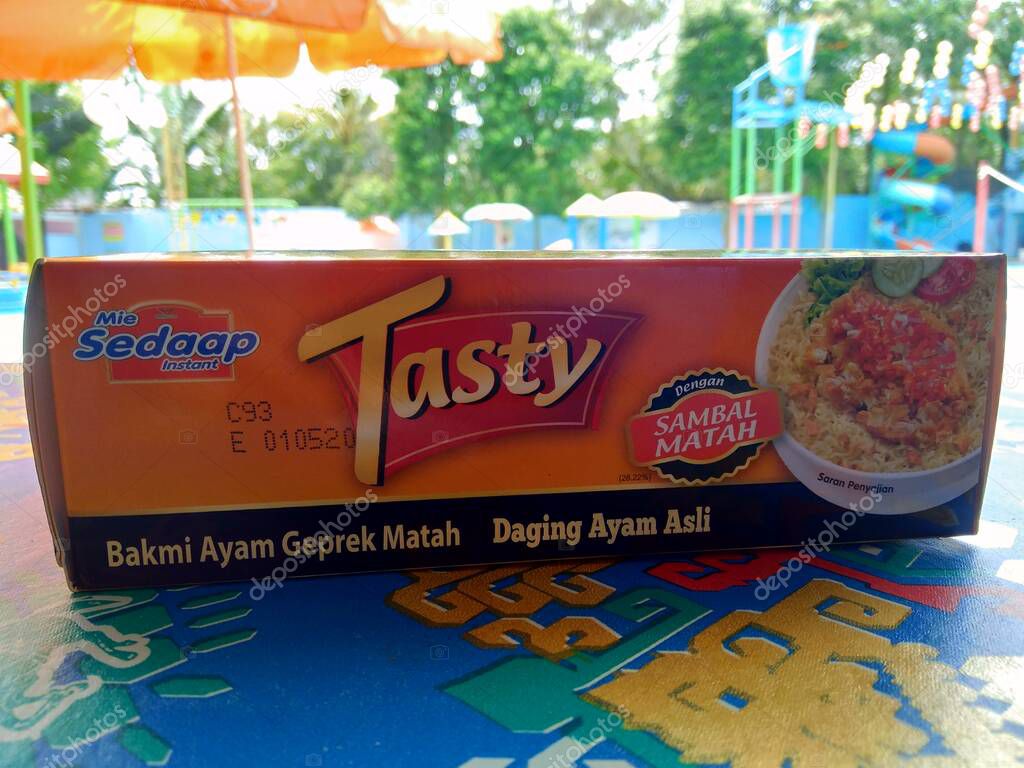 Mie
Sedaap
Instant
Tasty
C93
E 010520
Dengan
SAMBAL
MATAH
(26,22%)
Saran Penyajian
Bakmi Ayam Geprek Matah
Daging Ayam Asli
depositphotos